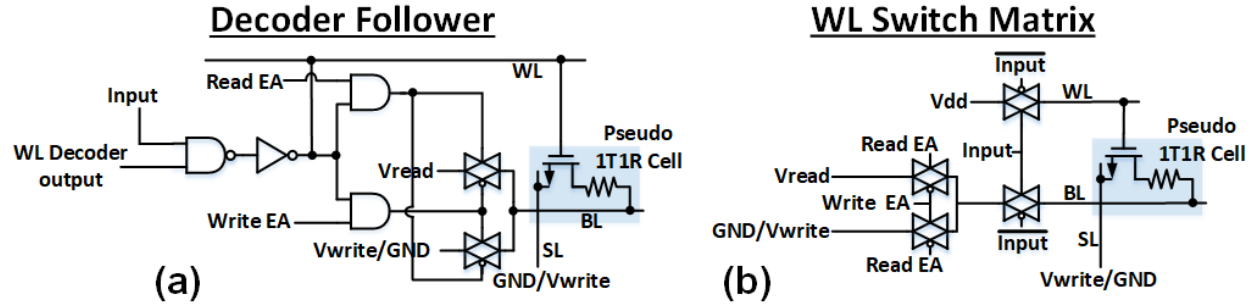 Decoder Follower
Read EA
WL
Input
Pseudo
1T1R Cell
WL Decoder
output
Vread
Write EA
BL
Vwrite/GND
SL
GND/Vwrite
(a)
WL Switch Matrix
Input
Vdd
WL
Pseudo
1T1R Cell
Read EA
Input
Vread
Write EA
BL
GND/Vwrite
Input
SL
Read EA
Vwrite/GND
(b)